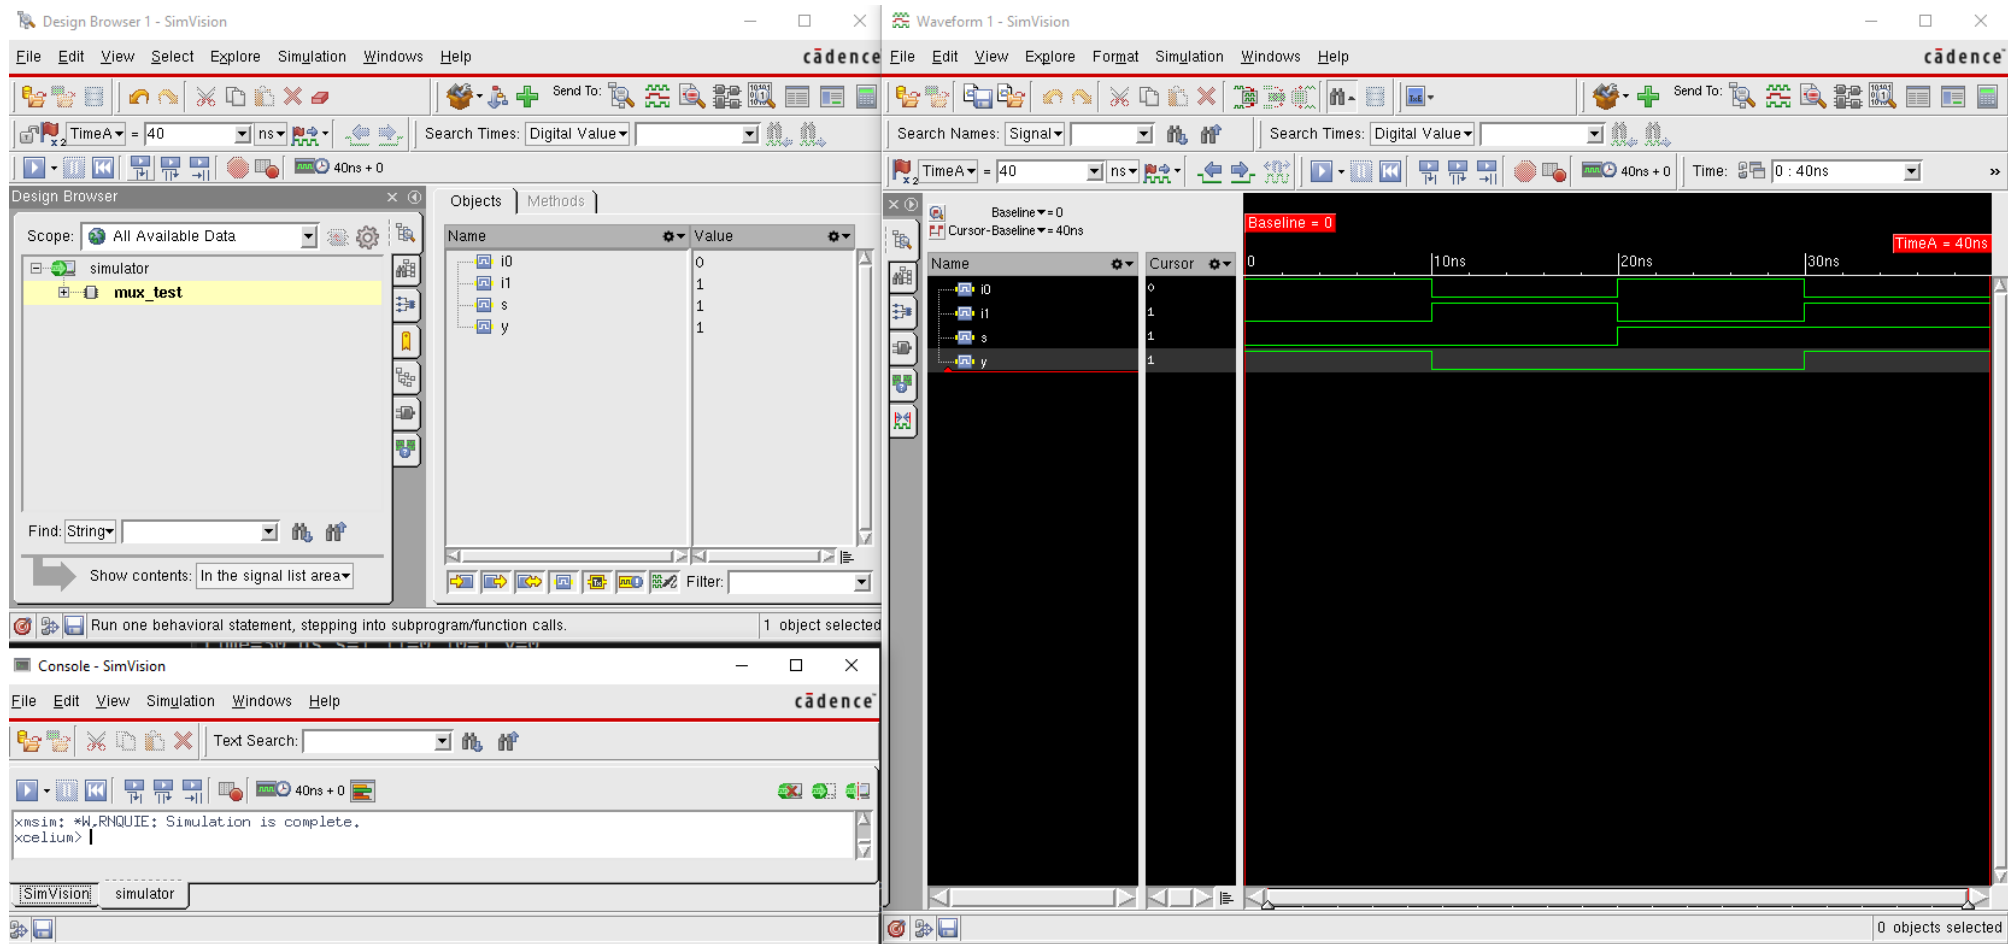 Design Browser 1 - SimVision
File Edit View Select Explore Simulation Windows Help cādence
Send To:
TimeA = 40 ns Search Times: Digital Value
40ns + 0
Design Browser
Scope: All Available Data
simulator
mux_test
Find: String
Show contents: In the signal list area
Objects Methods
Name Value
i0 0
i1 1
s 1
y 1
Filter:
Run one behavioral statement, stepping into subprogram/function calls. 1 object selected
Console - SimVision
File Edit View Simulation Windows Help cādence
Text Search:
40ns + 0
xmsim: *W,RNQUIE: Simulation is complete.
xcelium>
SimVision simulator
Waveform 1 - SimVision
File Edit View Explore Format Simulation Windows Help cādence
Send To:
Search Names: Signal Search Times: Digital Value
TimeA = 40 ns 40ns + 0 Time: 0 : 40ns »
Baseline = 0
Cursor-Baseline = 40ns
Baseline = 0
TimeA = 40ns
Name Cursor 0 10ns 20ns 30ns
i0 0
i1 1
s 1
y 1
0 objects selected